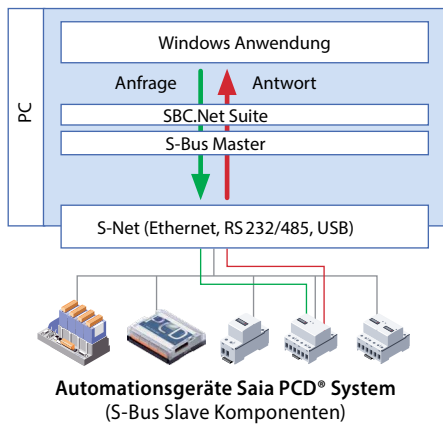 PC
Windows Anwendung
Anfrage Antwort
SBC.Net Suite
S-Bus Master
S-Net (Ethernet, RS 232/485, USB)
PCD
Automationsgeräte Saia PCD® System
(S-Bus Slave Komponenten)